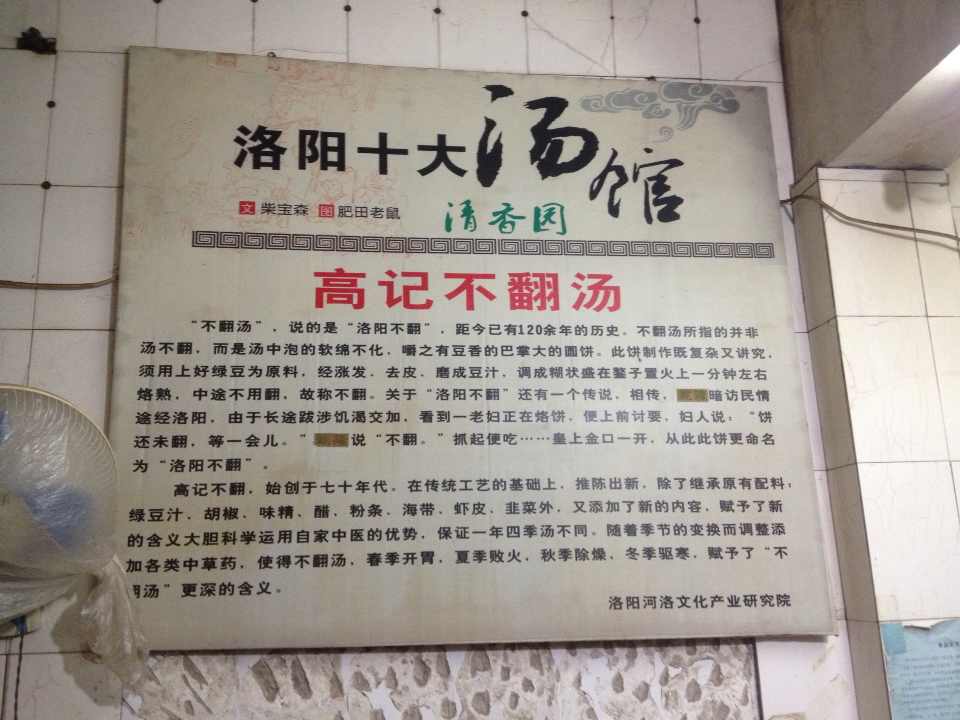 洛阳十大汤馆
文 柴宝森 图 肥田老鼠
清香园
高记不翻汤
“不翻汤”，说的是“洛阳不翻”，距今已有120余年的历史。不翻汤所指的并非
汤不翻，而是汤中泡的软绵不化，嚼之有豆香的巴掌大的圆饼。此饼制作既复杂又讲究，
须用上好绿豆为原料，经涨发、去皮、磨成豆汁，调成糊状盛在鏊子置火上一分钟左右
烙熟，中途不用翻，故称不翻。关于“洛阳不翻”还有一个传说，相传，暗访民情
途经洛阳，由于长途跋涉饥渴交加，看到一老妇正在烙饼，便上前讨要，妇人说：“饼
还未翻，等一会儿。”说“不翻。”抓起便吃……皇上金口一开，从此此饼更命名
为“洛阳不翻”。
高记不翻，始创于七十年代。在传统工艺的基础上，推陈出新，除了继承原有配料：
绿豆汁、胡椒、味精、醋、粉条、海带、虾皮、韭菜外，又添加了新的内容，赋予了新
的含义大胆科学运用自家中医的优势，保证一年四季汤不同。随着季节的变换而调整添
加各类中草药，使得不翻汤，春季开胃，夏季败火，秋季除燥，冬季驱寒，赋予了“不
翻汤”更深的含义。
洛阳河洛文化产业研究院